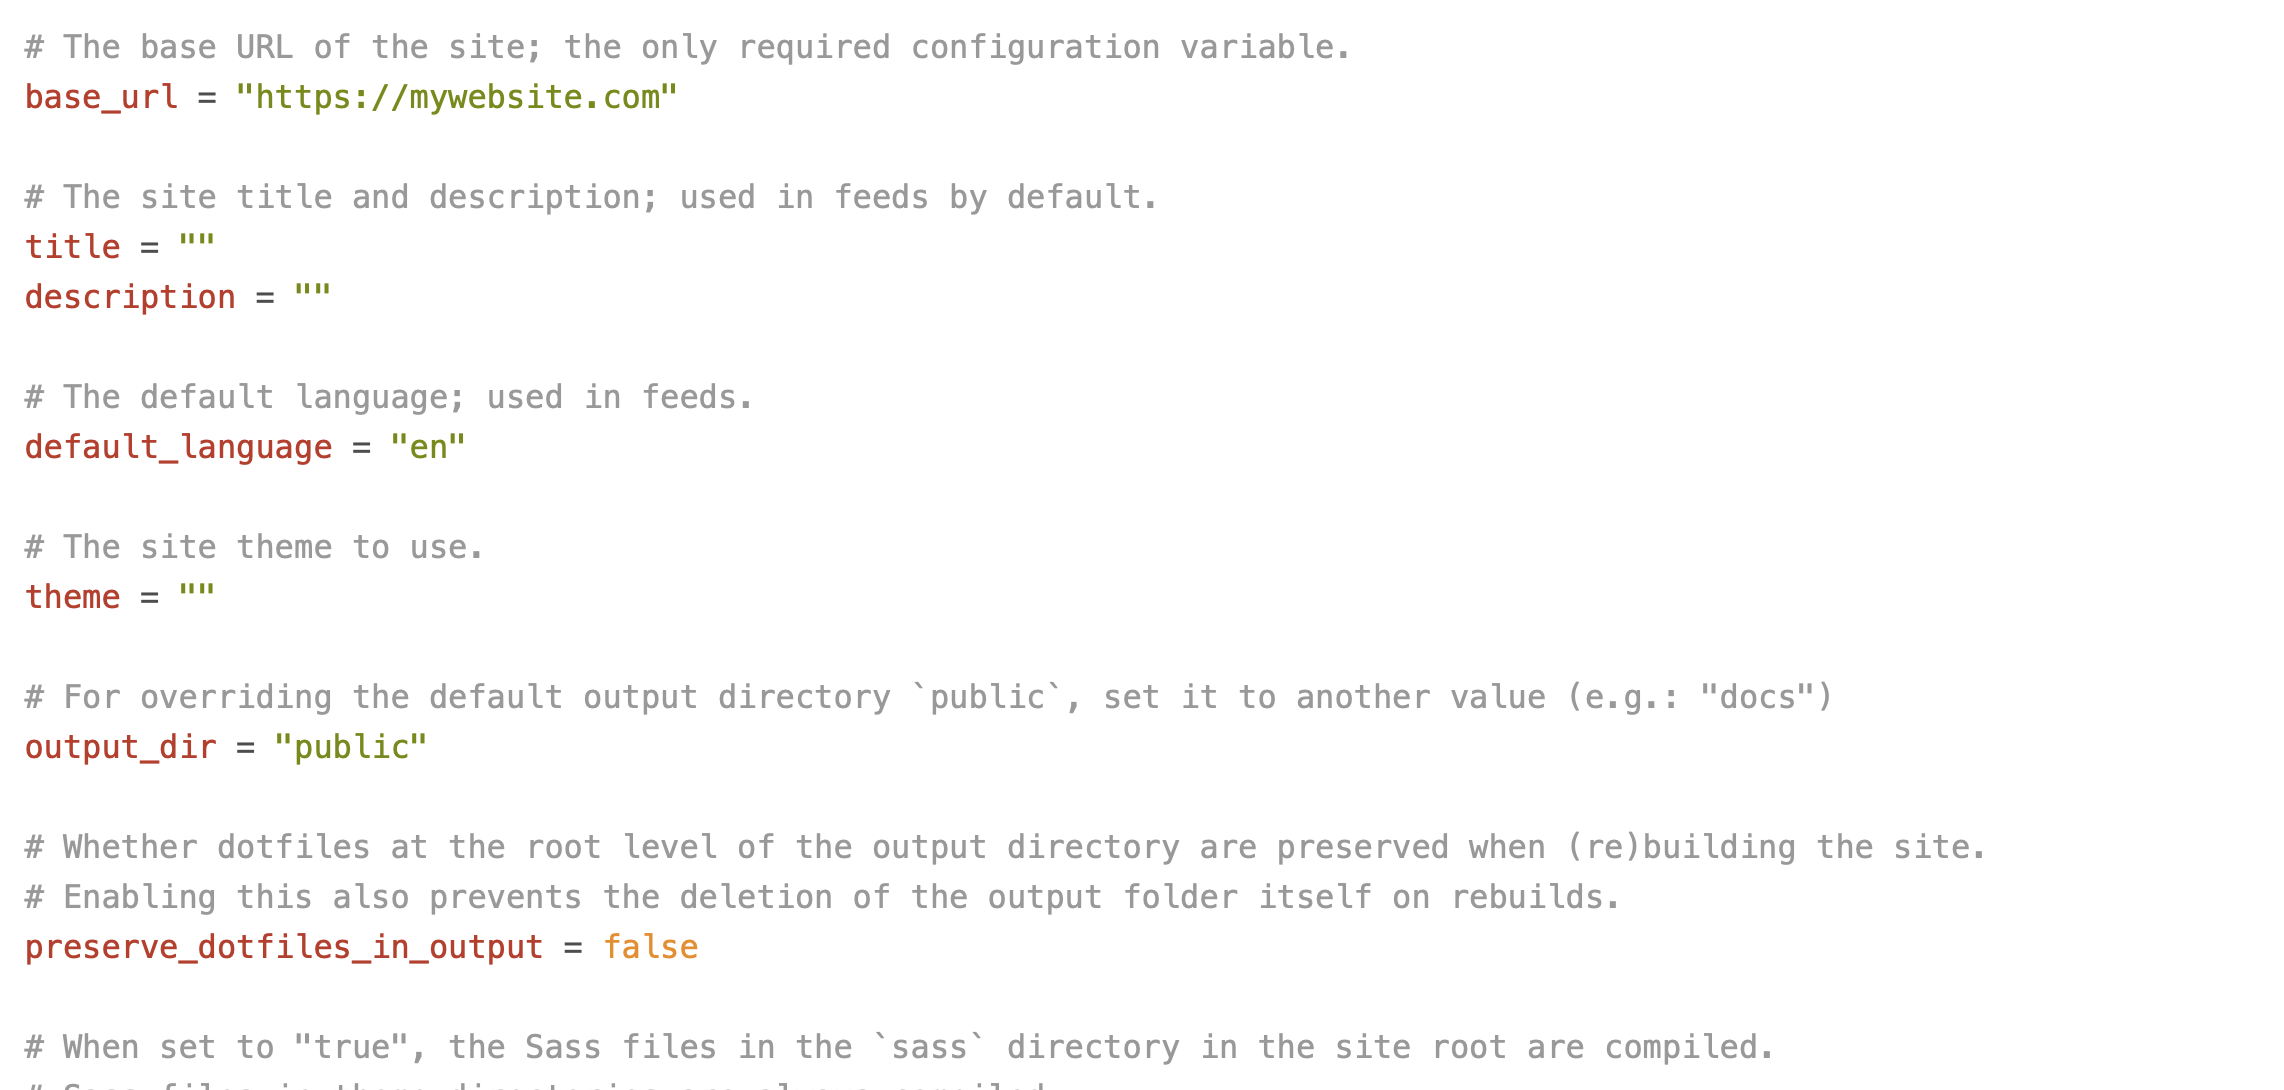 # The base URL of the site; the only required configuration variable.
base_url = "https://mywebsite.com"
# The site title and description; used in feeds by default.
title = ""
description = ""
# The default language; used in feeds.
default_language = "en"
# The site theme to use.
theme = ""
# For overriding the default output directory `public`, set it to another value (e.g.: "docs")
output_dir = "public"
# Whether dotfiles at the root level of the output directory are preserved when (re)building the site.
# Enabling this also prevents the deletion of the output folder itself on rebuilds.
preserve_dotfiles_in_output = false
# When set to "true", the Sass files in the `sass` directory in the site root are compiled.